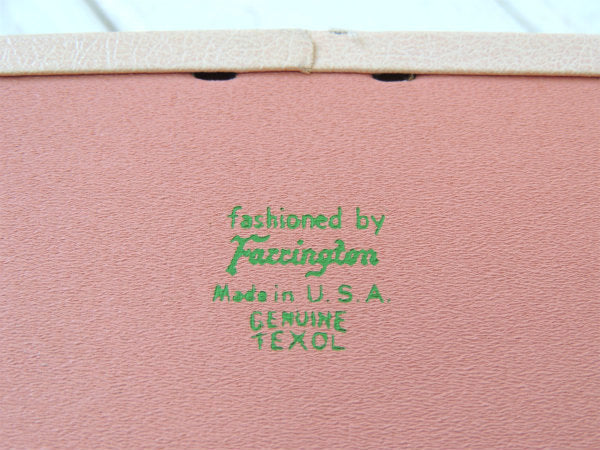 fashioned by
Farrington
Made in U.S.A.
GENUINE
TEXOL